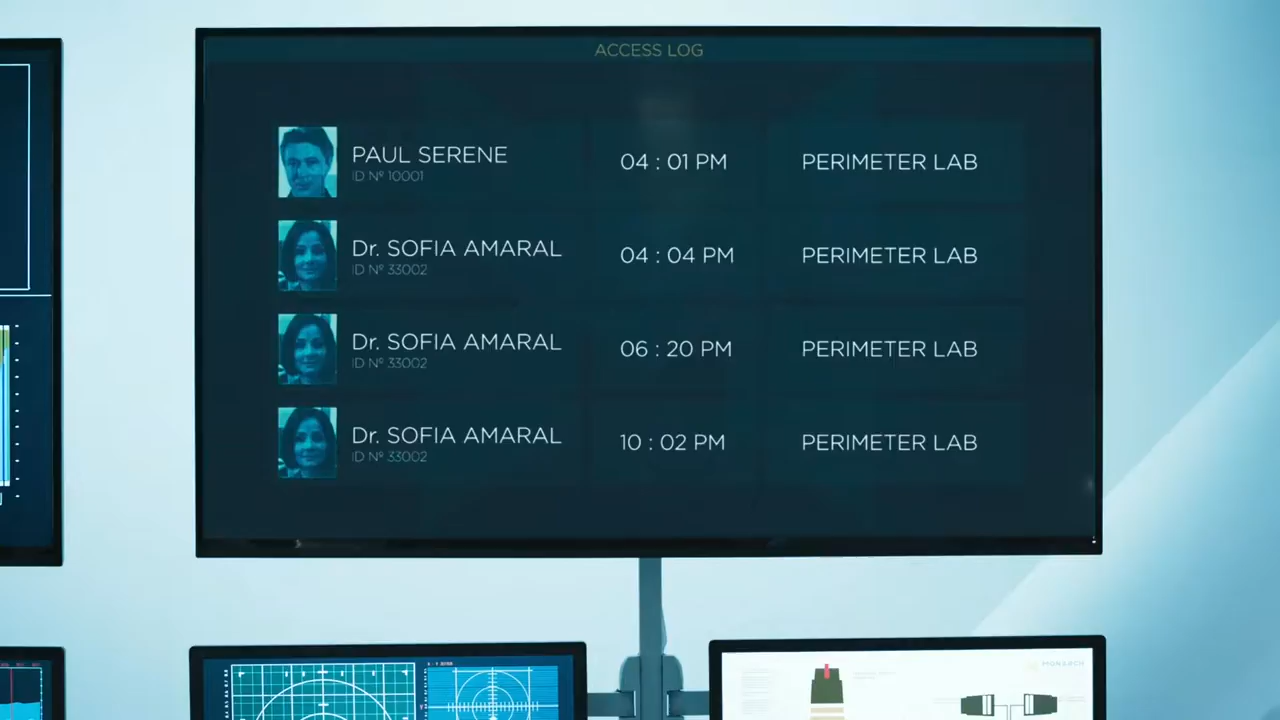 ACCESS LOG
PAUL SERENE
ID Nº 10001
04 : 01 PM
PERIMETER LAB
Dr. SOFIA AMARAL
ID Nº 33002
04 : 04 PM
PERIMETER LAB
Dr. SOFIA AMARAL
ID Nº 33002
06 : 20 PM
PERIMETER LAB
Dr. SOFIA AMARAL
ID Nº 33002
10 : 02 PM
PERIMETER LAB
MONARCH